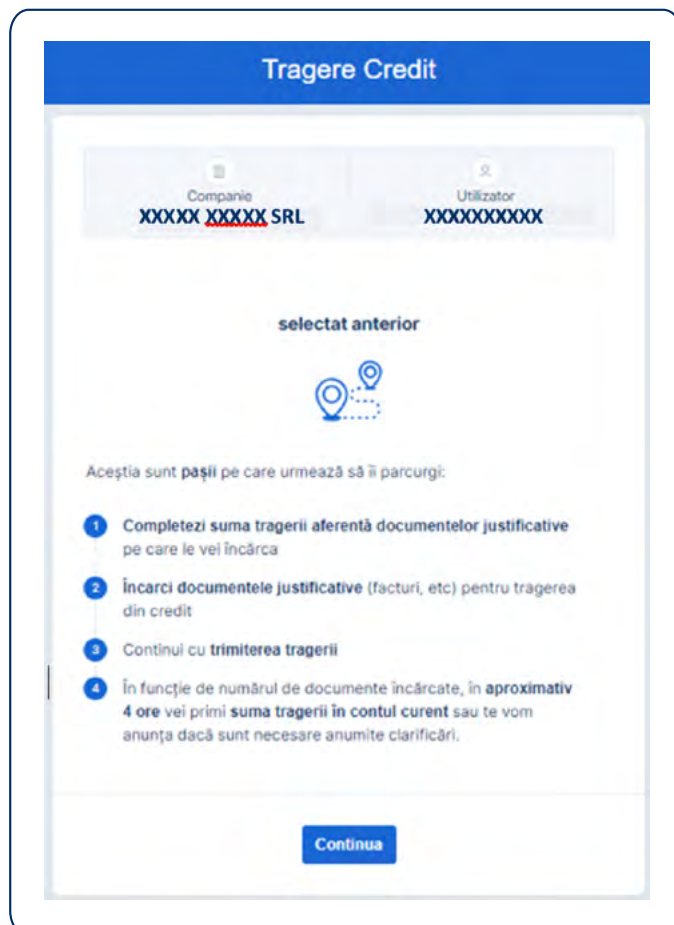 Tragere Credit
Companie
XXXXX XXXXX SRL
Utilizator
XXXXXXXXXX
selectat anterior
Aceștia sunt pașii pe care urmează să îi parcurgi:
1 Completezi suma tragerii aferentă documentelor justificative
pe care le vei încărca
2 Încarci documentele justificative (facturi, etc) pentru tragerea
din credit
3 Continui cu trimiterea tragerii
4 În funcție de numărul de documente încărcate, în aproximativ
4 ore vei primi suma tragerii în contul curent sau te vom
anunța dacă sunt necesare anumite clarificări.
Continua